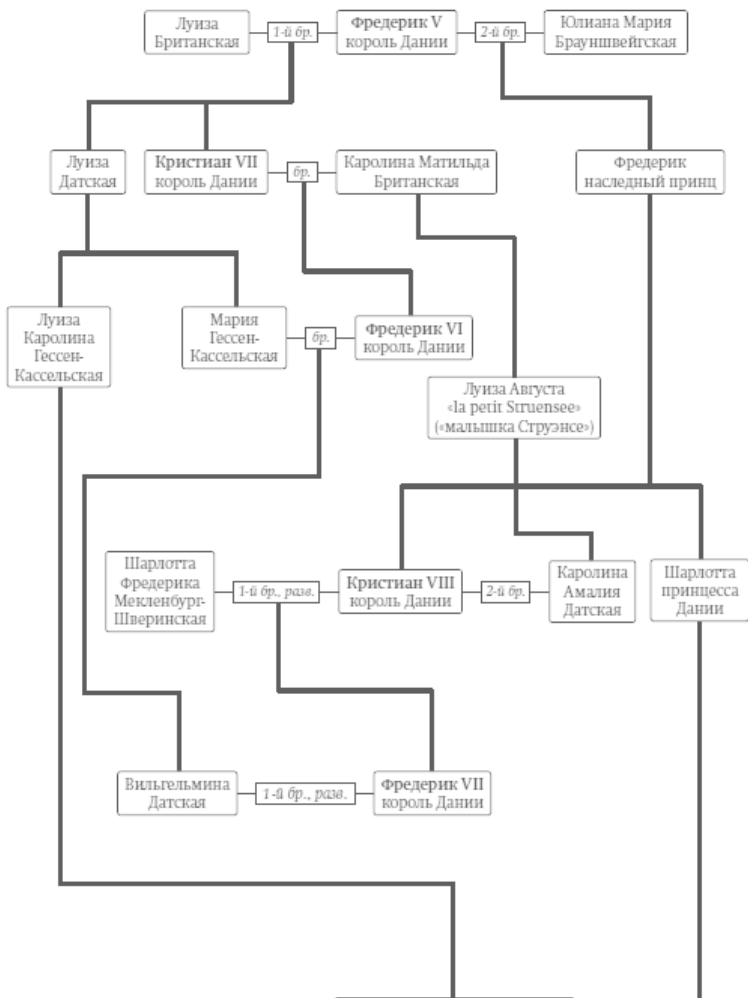 Луиза
Британская
1-й бр.
Фредерик V
король Дании
2-й бр.
Юлиана Мария
Брауншвейгская
Луиза
Датская
Кристиан VII
король Дании
бр.
Каролина Матильда
Британская
Фредерик
наследный принц
Луиза
Каролина
Гессен-
Кассельская
Мария
Гессен-
Кассельская
бр.
Фредерик VI
король Дании
Луиза Августа
«la petit Struensee»
(«малышка Струэнсе»)
Шарлотта
Фредерика
Мекленбург-
Шверинская
1-й бр., разв.
Кристиан VIII
король Дании
2-й бр.
Каролина
Амалия
Датская
Шарлотта
принцесса
Дании
Вильгельмина
Датская
1-й бр., разв.
Фредерик VII
король Дании